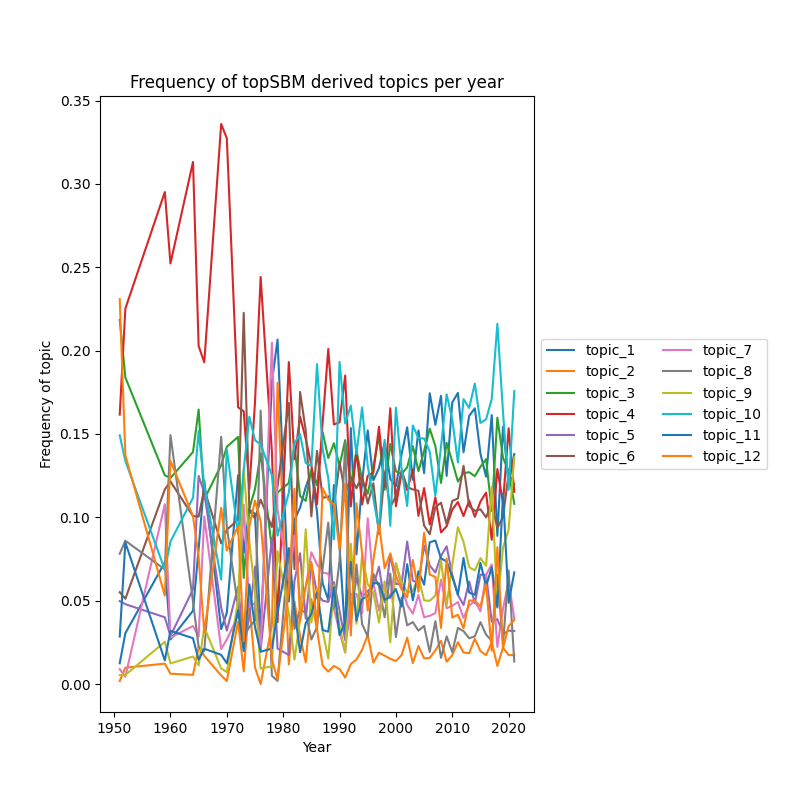 Frequency of topSBM derived topics per year
0.35
0.30
0.25
0.20
0.15
0.10
0.05
0.00
Frequency of topic
1950 1960 1970 1980 1990 2000 2010 2020
Year
topic_1 topic_7
topic_2 topic_8
topic_3 topic_9
topic_4 topic_10
topic_5 topic_11
topic_6 topic_12